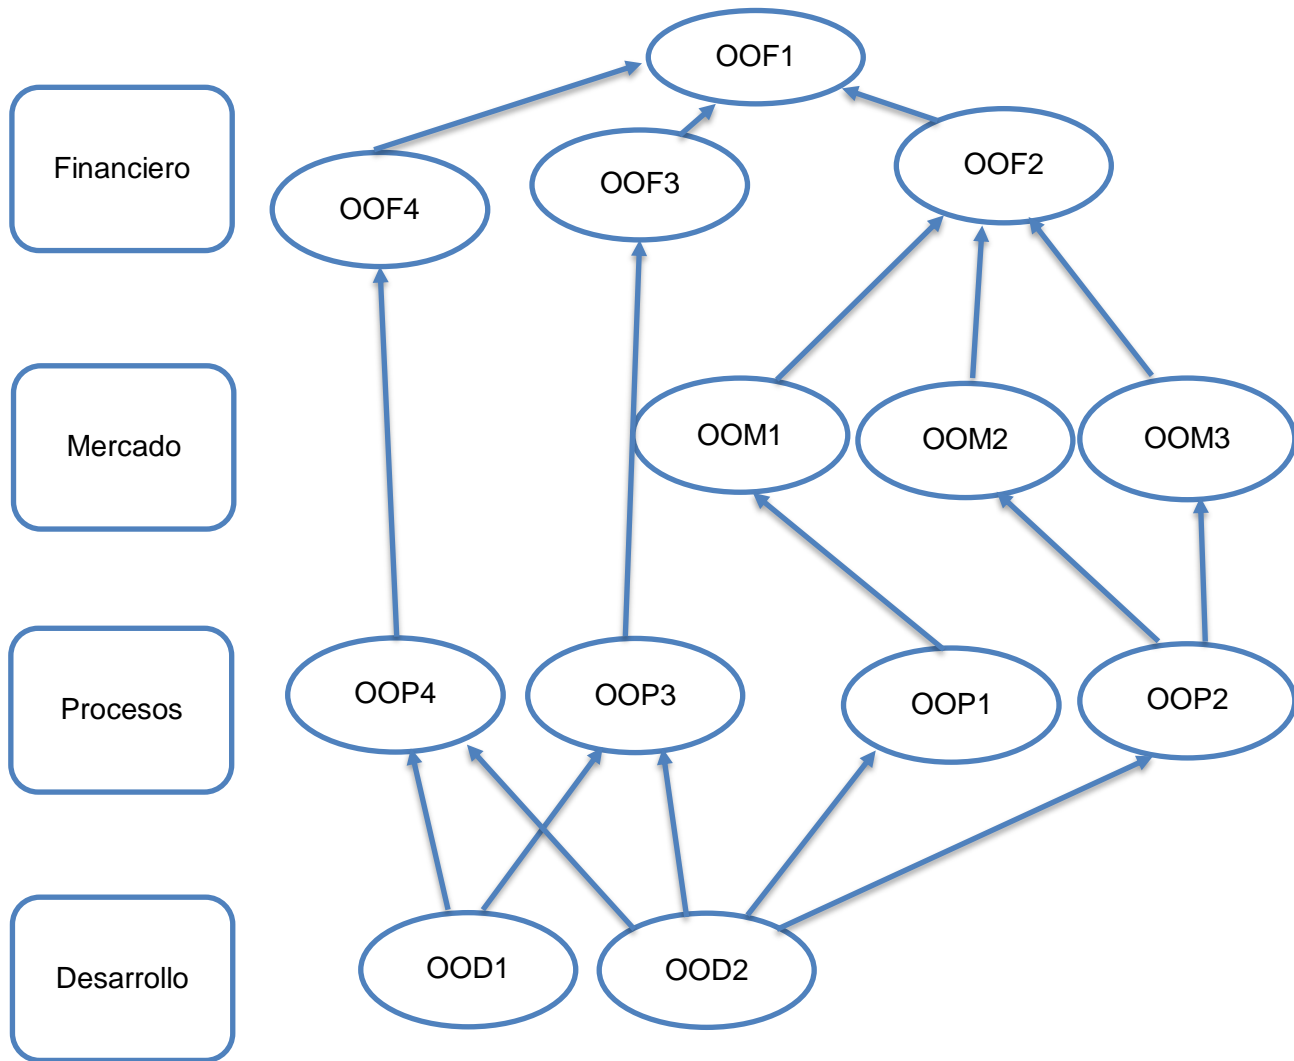 OOF1
Financiero
OOF4
OOF3
OOF2
Mercado
OOM1
OOM2
OOM3
Procesos
OOP4
OOP3
OOP1
OOP2
Desarrollo
OOD1
OOD2